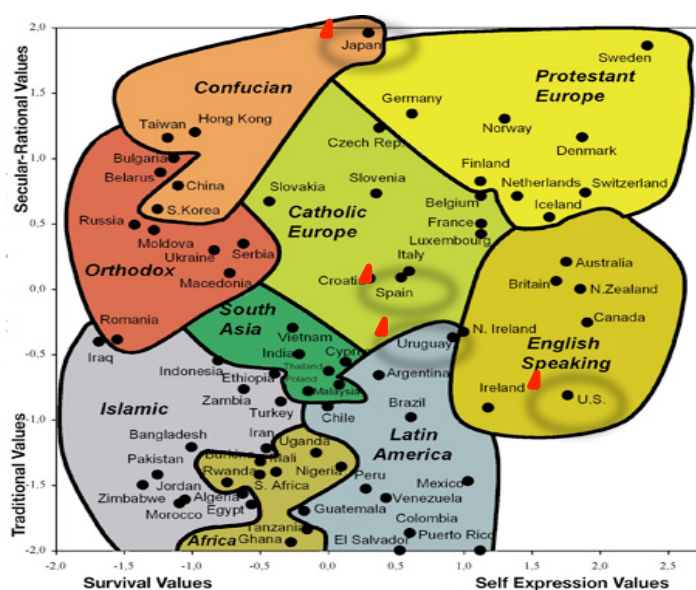 2,0
Japan
Sweden
Secular-Rational Values
Confucian
Protestant
Europe
1,5
Germany
Taiwan
Hong Kong
Norway
Czech Rep.
Denmark
1,0
Bulgaria
Belarus
Finland
China
Slovakia
Slovenia
Netherlands
Switzerland
Belgium
S.Korea
Catholic
Europe
Iceland
0,5
Russia
Moldova
France
Luxembourg
Ukraine
Serbia
Orthodox
Italy
Australia
Macedonia
Croatia
Spain
Britain
N.Zealand
0,0
South
Asia
Canada
Romania
Vietnam
Uruguay
N. Ireland
English
Speaking
-0,5
Iraq
India
Cypr
Indonesia
Thailand
Argentina
Ethiopia
Poland
Malaysia
Zambia
Ireland
U.S.
Islamic
Turkey
Chile
Brazil
-1,0
Traditional Values
Bangladesh
Iran
Uganda
Latin
America
Burkina
Mali
Pakistan
Rwanda
Nigeria
Peru
Mexico
-1,5
Zimbabwe
Jordan
Algeria
S. Africa
Venezuela
Morocco
Egypt
Guatemala
Tanzania
Colombia
Africa
Ghana
El Salvador
Puerto Rico
-2,0
-2,0 -1,5 -1,0 -0,5 0,0 0,5 1,0 1,5 2,0 2,5
Survival Values
Self Expression Values